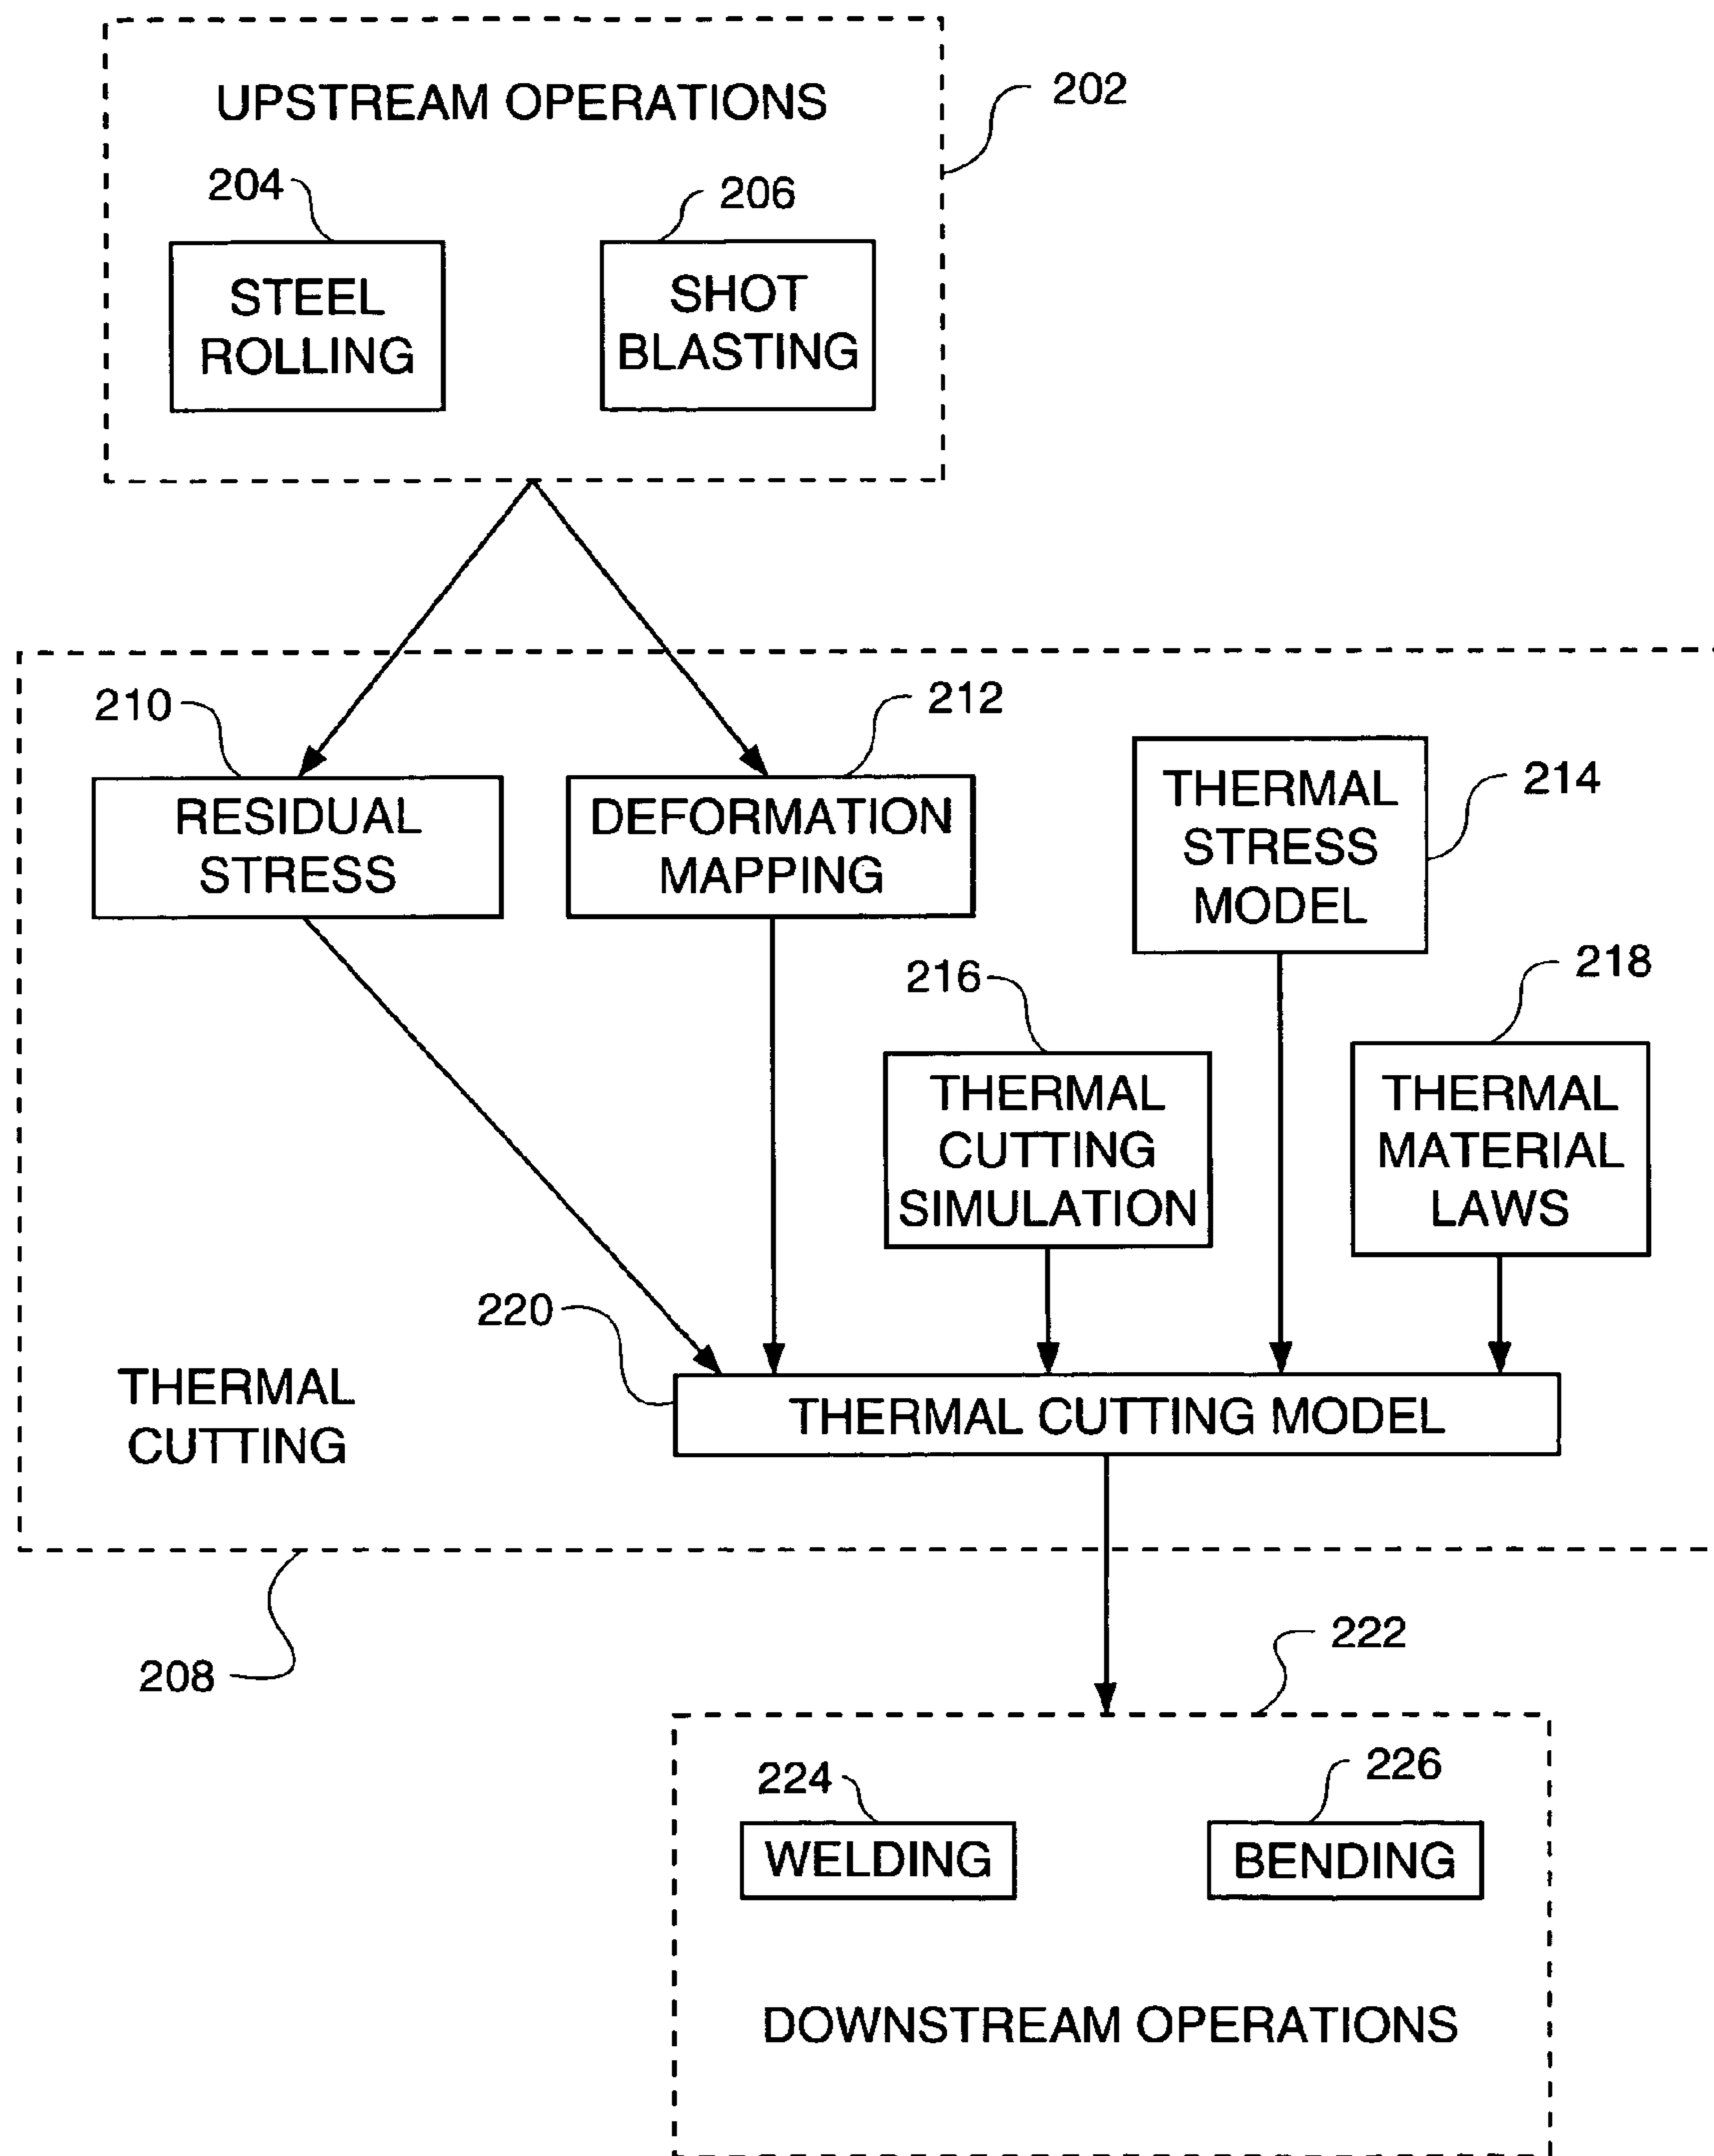 UPSTREAM OPERATIONS
202
204
206
STEEL
ROLLING
SHOT
BLASTING
210
212
214
RESIDUAL
STRESS
DEFORMATION
MAPPING
THERMAL
STRESS
MODEL
216
218
THERMAL
CUTTING
SIMULATION
THERMAL
MATERIAL
LAWS
220
THERMAL
CUTTING
THERMAL CUTTING MODEL
208
222
224
226
WELDING
BENDING
DOWNSTREAM OPERATIONS